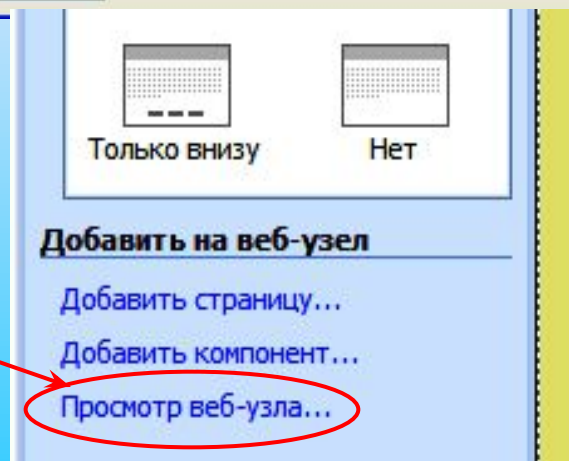 Только внизу Нет
Добавить на веб-узел
Добавить страницу...
Добавить компонент...
Просмотр веб-узла...